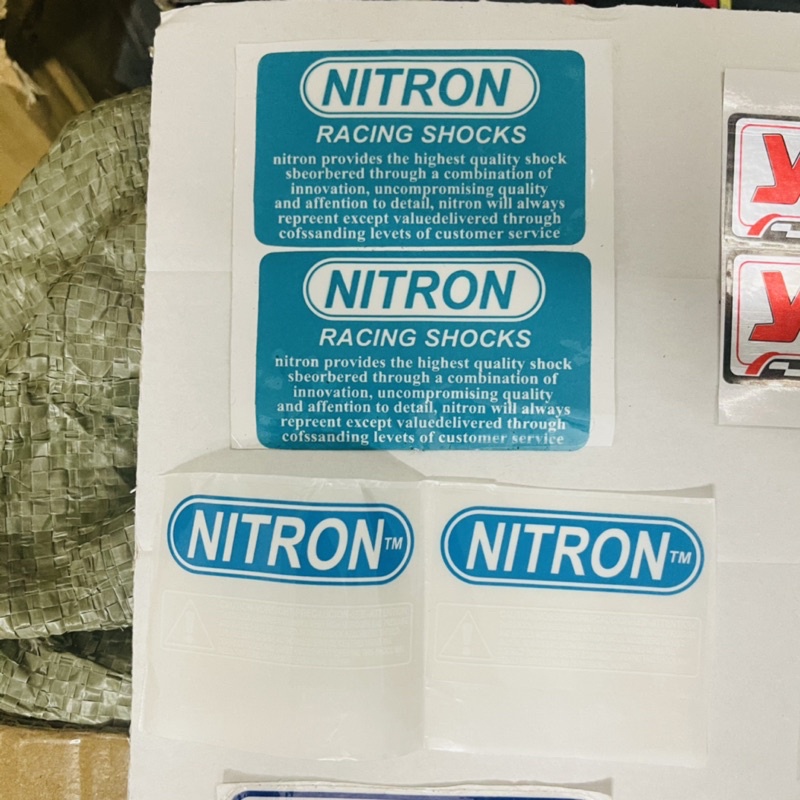 NITRON
RACING SHOCKS
nitron provides the highest quality shock
sbeorbered through a combination of
innovation, uncompromising quality
and affention to detail, nitron will always
repreent except valuedelivered through
cofssanding levets of customer service
NITRON
RACING SHOCKS
nitron provides the highest quality shock
sbeorbered through a combination of
innovation, uncompromising quality
and affention to detail, nitron will always
repreent except valuedelivered through
cofssanding levets of customer service
NITRON™
NITRON™